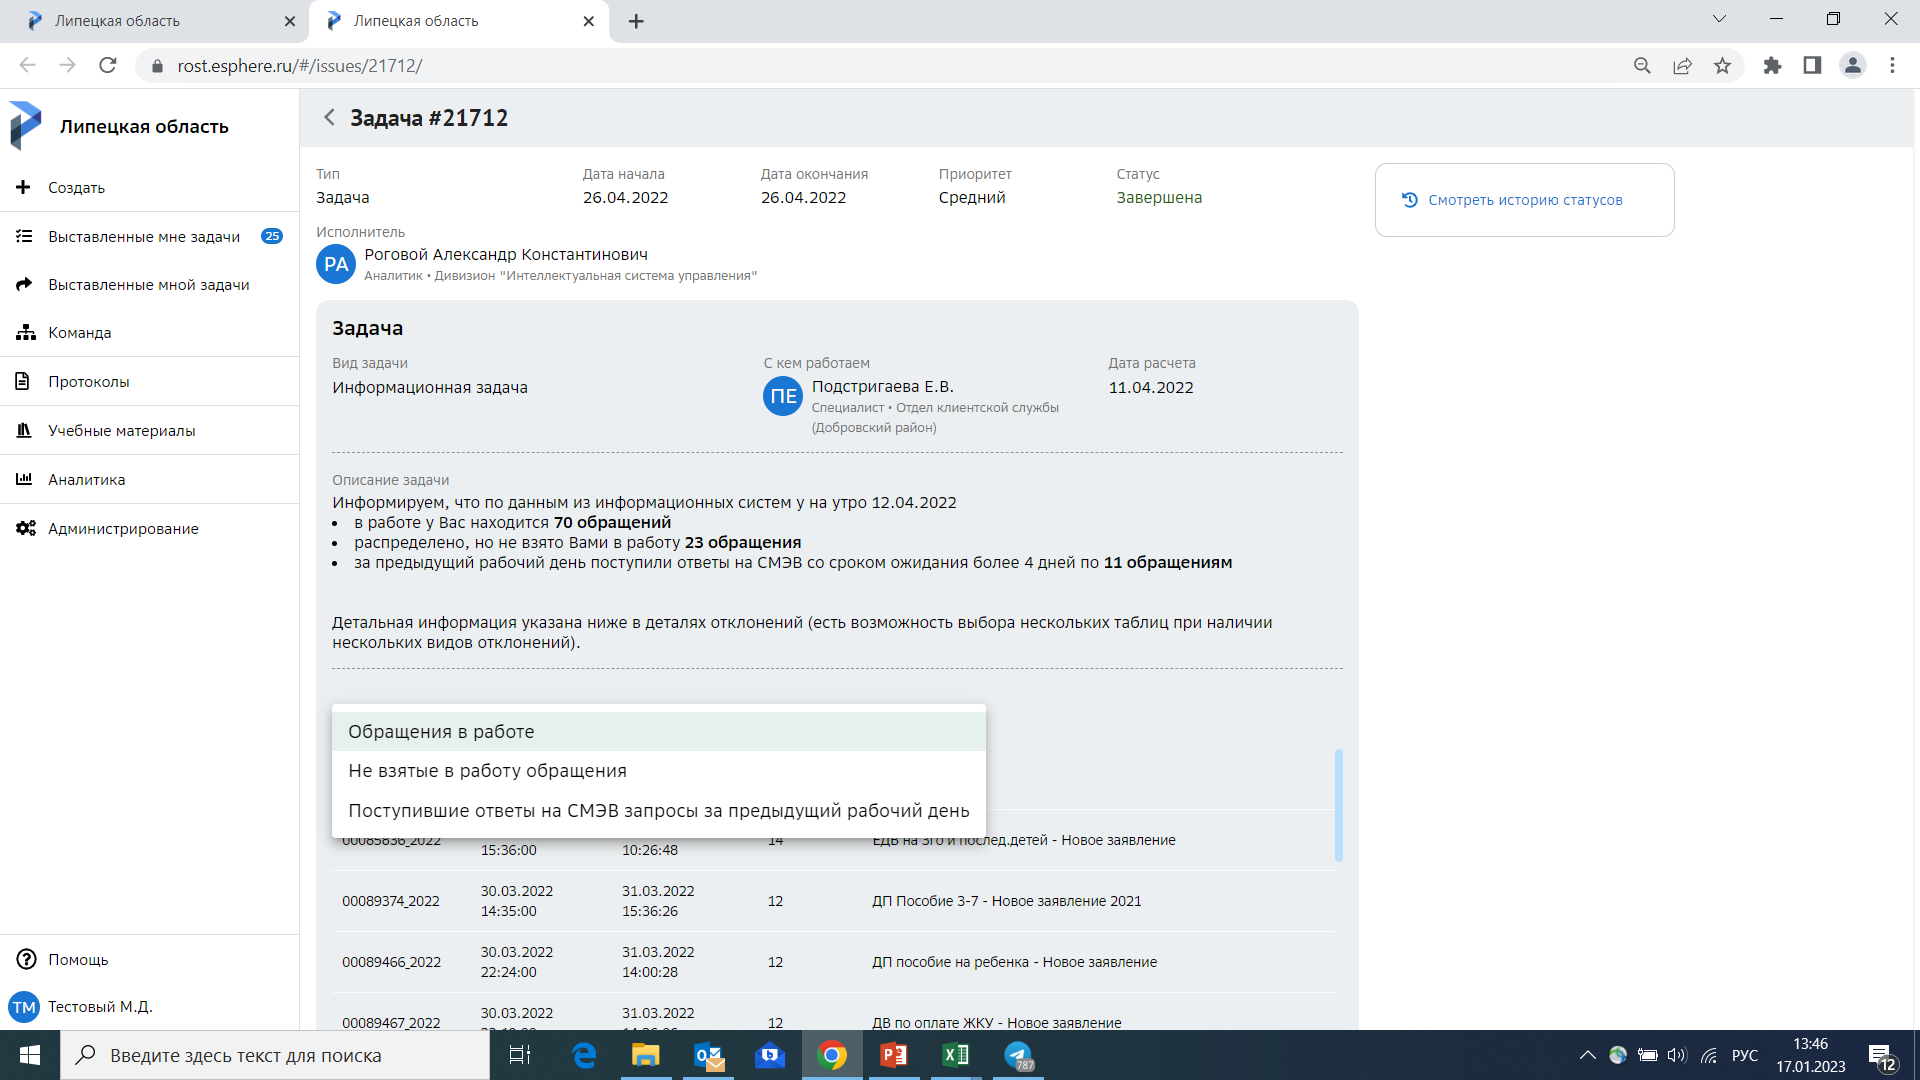 Липецкая область
Липецкая область
rost.esphere.ru/#/issues/21712/
Липецкая область
Создать
Выставленные мне задачи 25
Выставленные мной задачи
Команда
Протоколы
Учебные материалы
Аналитика
Администрирование
Помощь
ТМ Тестовый М.Д.
Задача #21712
Тип Дата начала Дата окончания Приоритет Статус
Задача 26.04.2022 26.04.2022 Средний Завершена
Смотреть историю статусов
Исполнитель
РА Роговой Александр Константинович
Аналитик • Дивизион "Интеллектуальная система управления"
Задача
Вид задачи С кем работаем Дата расчета
Информационная задача ПЕ Подстригаева Е.В. 11.04.2022
Специалист • Отдел клиентской службы
(Добровский район)
Описание задачи
Информируем, что по данным из информационных систем у на утро 12.04.2022
• в работе у Вас находится 70 обращений
• распределено, но не взято Вами в работу 23 обращения
• за предыдущий рабочий день поступили ответы на СМЭВ со сроком ожидания более 4 дней по 11 обращениям
Детальная информация указана ниже в деталях отклонений (есть возможность выбора нескольких таблиц при наличии
нескольких видов отклонений).
Обращения в работе
Не взятые в работу обращения
Поступившие ответы на СМЭВ запросы за предыдущий рабочий день
00085836_2022 15:36:00 10:26:48 14 ЕДВ на 3го и послед.детей - Новое заявление
30.03.2022 31.03.2022
00089374_2022 12 ДП Пособие 3-7 - Новое заявление 2021
14:35:00 15:36:26
30.03.2022 31.03.2022
00089466_2022 12 ДП пособие на ребенка - Новое заявление
22:24:00 14:00:28
30.03.2022 31.03.2022
00089467_2022 12 ДВ по оплате ЖКУ - Новое заявление
Введите здесь текст для поиска
787
РУС
13:46
17.01.2023
12